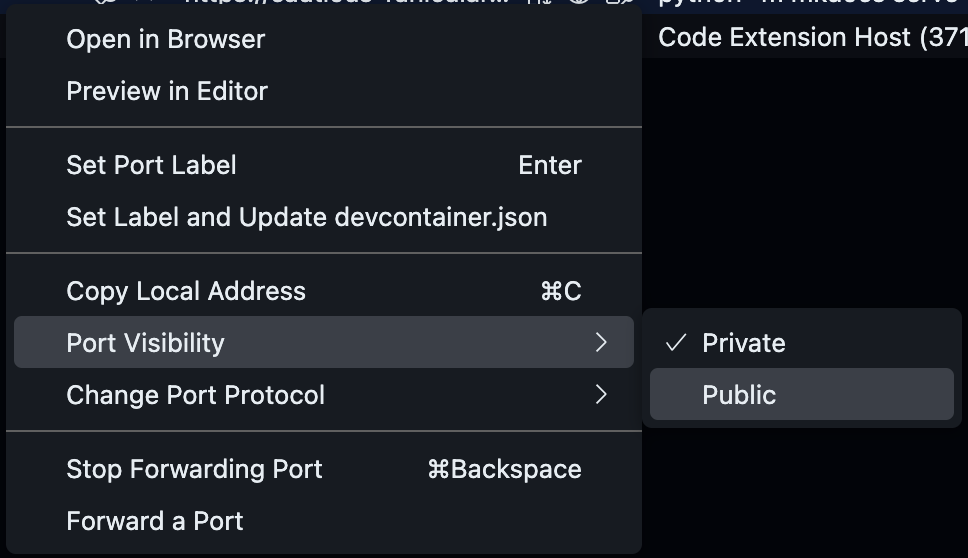 Code Extension Host (371
Open in Browser
Preview in Editor
Set Port Label Enter
Set Label and Update devcontainer.json
Copy Local Address ⌘C
Port Visibility
✓ Private
Change Port Protocol
Public
Stop Forwarding Port ⌘Backspace
Forward a Port